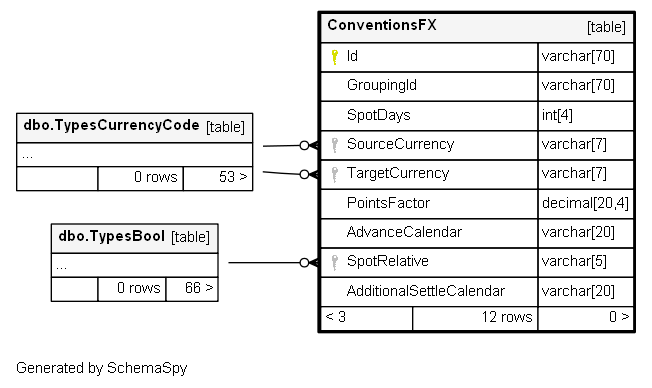 ConventionsFX [table]
Id varchar[70]
GroupingId varchar[70]
SpotDays int[4]
SourceCurrency varchar[7]
TargetCurrency varchar[7]
PointsFactor decimal[20,4]
AdvanceCalendar varchar[20]
SpotRelative varchar[5]
AdditionalSettleCalendar varchar[20]
< 3 12 rows 0 >
dbo.TypesCurrencyCode [table]
...
0 rows 53 >
dbo.TypesBool [table]
...
0 rows 66 >
Generated by SchemaSpy